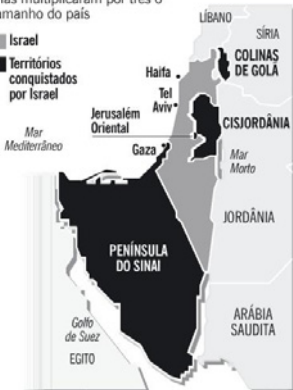 mas multiplicaram por três o
tamanho do país
Israel
Territórios
conquistados
por Israel
LÍBANO
SÍRIA
COLINAS
DE GOLÃ
Haifa
Tel
Aviv
CISJORDÂNIA
Jerusalém
Oriental
Mar
Mediterrâneo
Gaza
Mar
Morto
JORDÂNIA
PENÍNSULA
DO SINAI
Golfo
de Suez
EGITO
ARÁBIA
SAUDITA